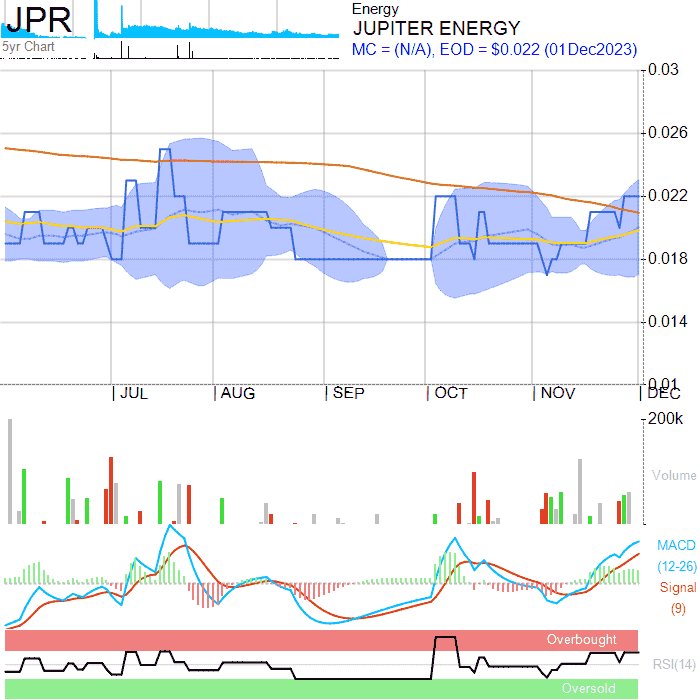 JPR
5yr Chart
Energy
JUPITER ENERGY
MC = (N/A), EOD = $0.022 (01Dec2023)
0.03
0.026
0.022
0.018
0.014
0.01
JUL AUG SEP OCT NOV DEC
200k
Volume
MACD
(12-26)
Signal
(9)
Overbought
RSI(14)
Oversold